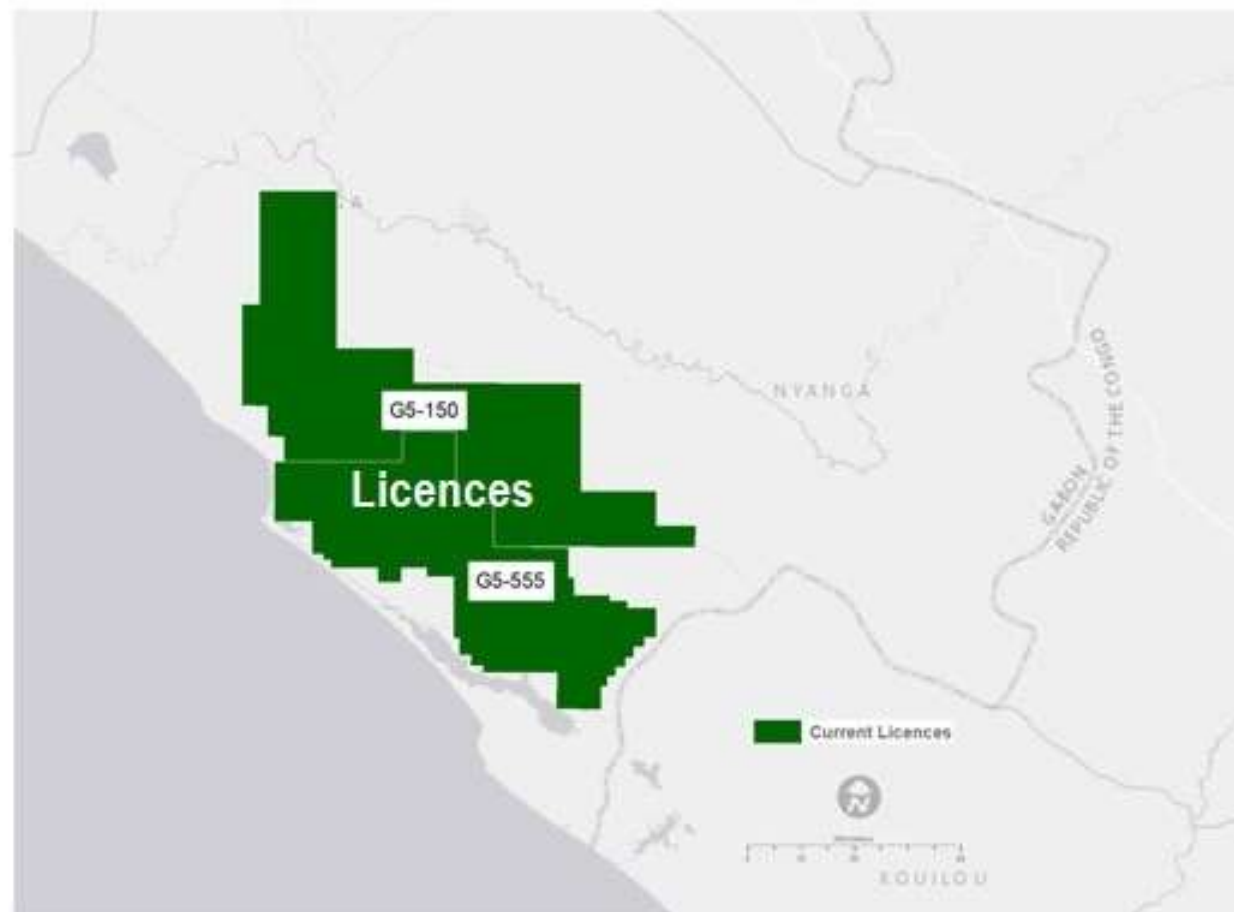 G5-150
NYANGA
Licences
GABON
REPUBLIC OF THE CONGO
G5-555
Current Licences
KOUILOU